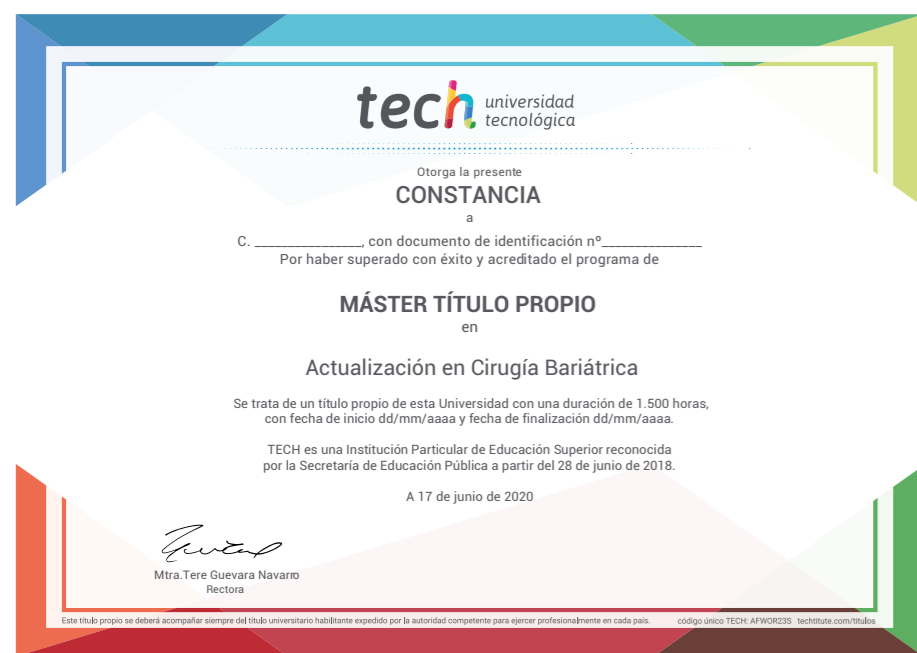 tech universidad
tecnológica
Otorga la presente
CONSTANCIA
a
C. ________________, con documento de identificación nº_______________
Por haber superado con éxito y acreditado el programa de
MÁSTER TÍTULO PROPIO
en
Actualización en Cirugía Bariátrica
Se trata de un título propio de esta Universidad con una duración de 1.500 horas,
con fecha de inicio dd/mm/aaaa y fecha de finalización dd/mm/aaaa.
TECH es una Institución Particular de Educación Superior reconocida
por la Secretaría de Educación Pública a partir del 28 de junio de 2018.
A 17 de junio de 2020
Mtra.Tere Guevara Navarro
Rectora
Este título propio se deberá acompañar siempre del título universitario habilitante expedido por la autoridad competente para ejercer profesionalmente en cada país. código único TECH: AFWOR23S techtitute.com/titulos